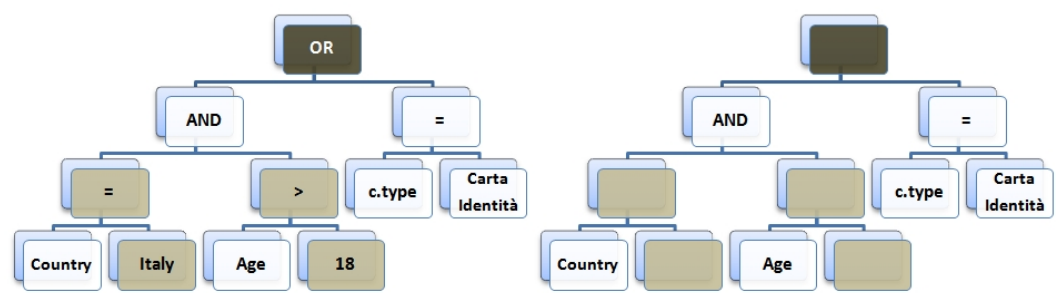 OR
AND
=
AND
=
=
>
c.type
Carta
Identità
c.type
Carta
Identità
Country
Italy
Age
18
Country
Age